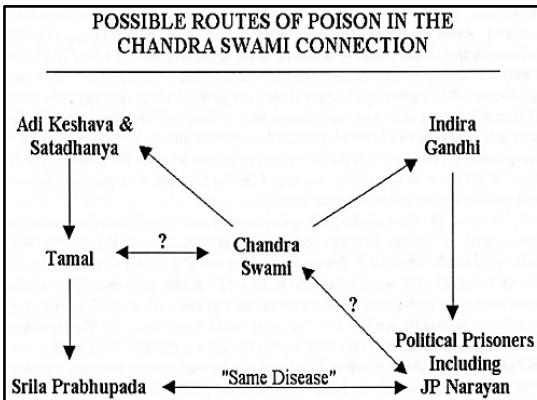 POSSIBLE ROUTES OF POISON IN THE
CHANDRA SWAMI CONNECTION
Adi Keshava &
Satadhanya
Indira
Gandhi
?
Tamal
Chandra
Swami
?
Political Prisoners
Including
JP Narayan
Srila Prabhupada
"Same Disease"